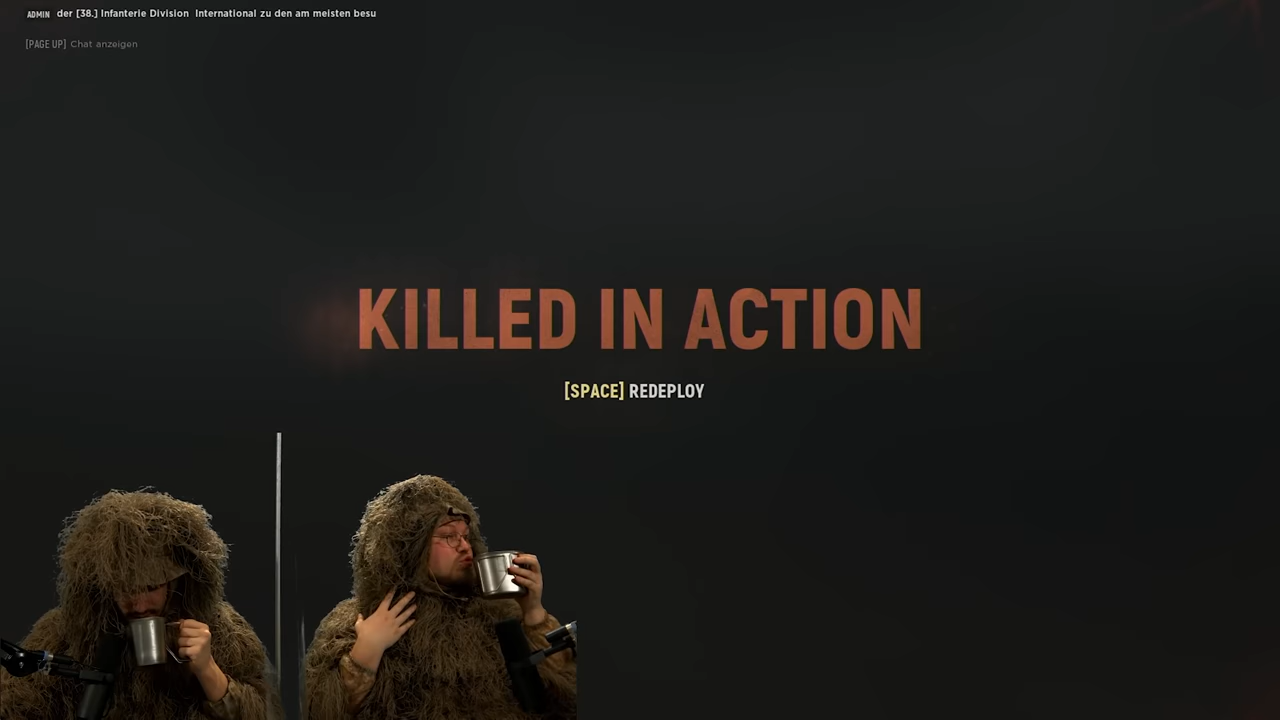 ADMIN der [38.] Infanterie Division International zu den am meisten besu
[PAGE UP] Chat anzeigen
KILLED IN ACTION
[SPACE] REDEPLOY